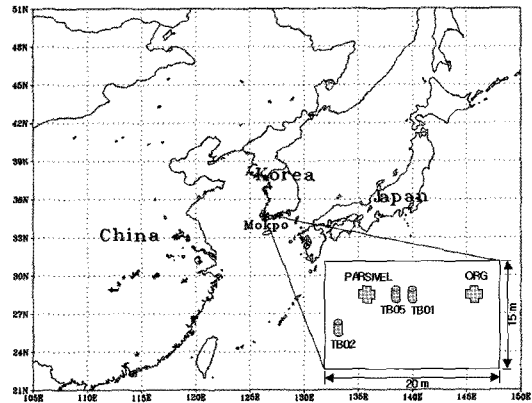 51N
48N
45N
42N
39N
36N
33N
30N
27N
24N
21N
Korea
Japan
Mokpo
China
PARSIVEL
ORG
TB05
TB01
TB02
15 m
20 m
105E
110E
115E
120E
125E
130E
135E
140E
145E
150E